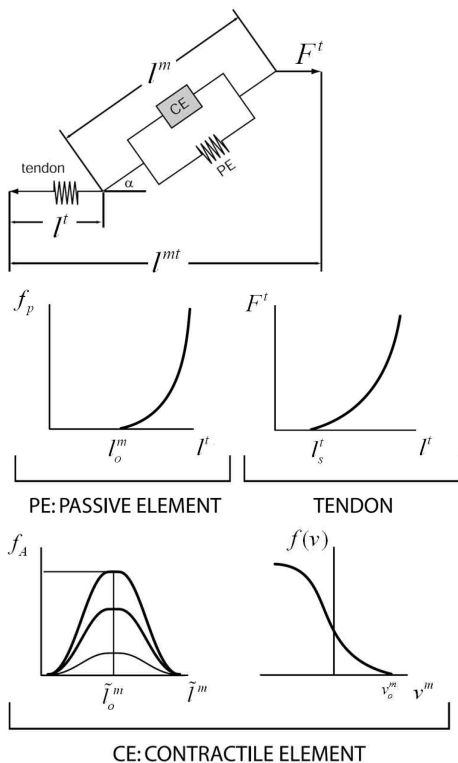 l^m
F^t
CE
PE
tendon
α
l^t
l^{mt}
f_p
F^t
l_o^m
l^t
l_s^t
l^t
PE: PASSIVE ELEMENT
TENDON
f_A
f(v)
l̃_o^m
l̃^m
v_o^m
v^m
CE: CONTRACTILE ELEMENT